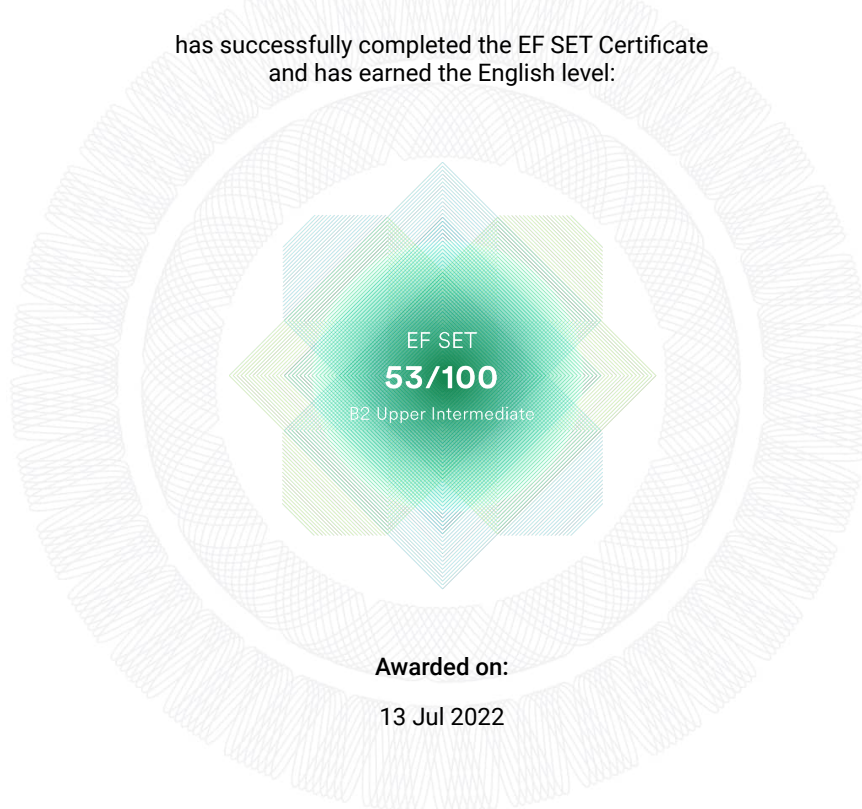 has successfully completed the EF SET Certificate
and has earned the English level:
EF SET
53/100
B2 Upper Intermediate
Awarded on:
13 Jul 2022